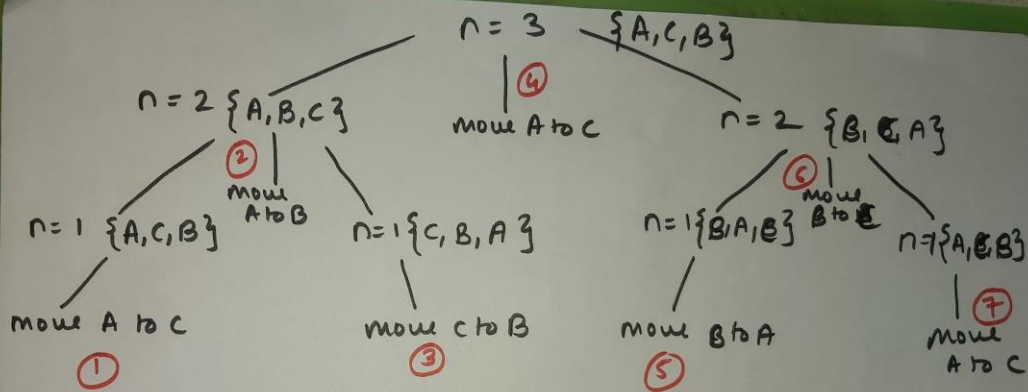 n = 3 {A, C, B}
4
n = 2 {A, B, C}
move A to C
n = 2 {B, C, A}
2
6
move
A to B
move
B to C
n = 1 {A, C, B}
n = 1 {C, B, A}
n = 1 {B, A, C}
n = 1 {A, C, B}
move A to C
move C to B
move B to A
7
move
A to C
1
3
5